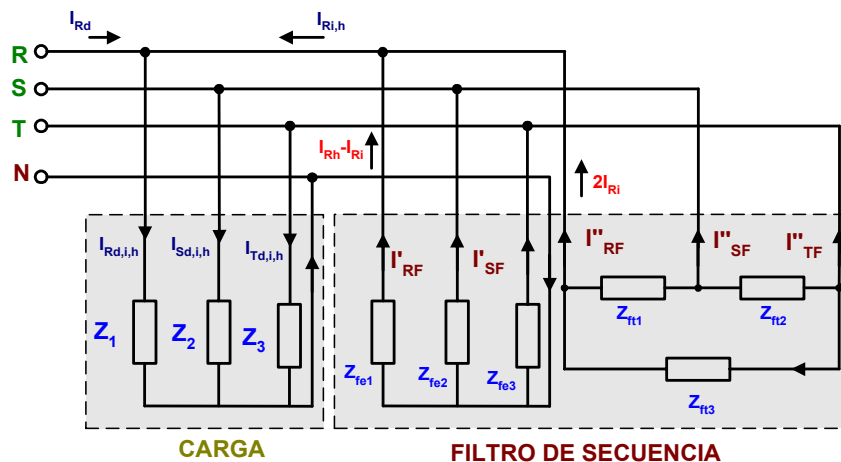 I_Rd
I_Ri,h
R
S
T
N
I_Rh-I_Ri
2I_Ri
I_Rd,i,h
I_Sd,i,h
I_Td,i,h
I'_RF
I'_SF
I''_RF
I''_SF
I''_TF
Z_1
Z_2
Z_3
Z_fe1
Z_fe2
Z_fe3
Z_ft1
Z_ft2
Z_ft3
CARGA
FILTRO DE SECUENCIA